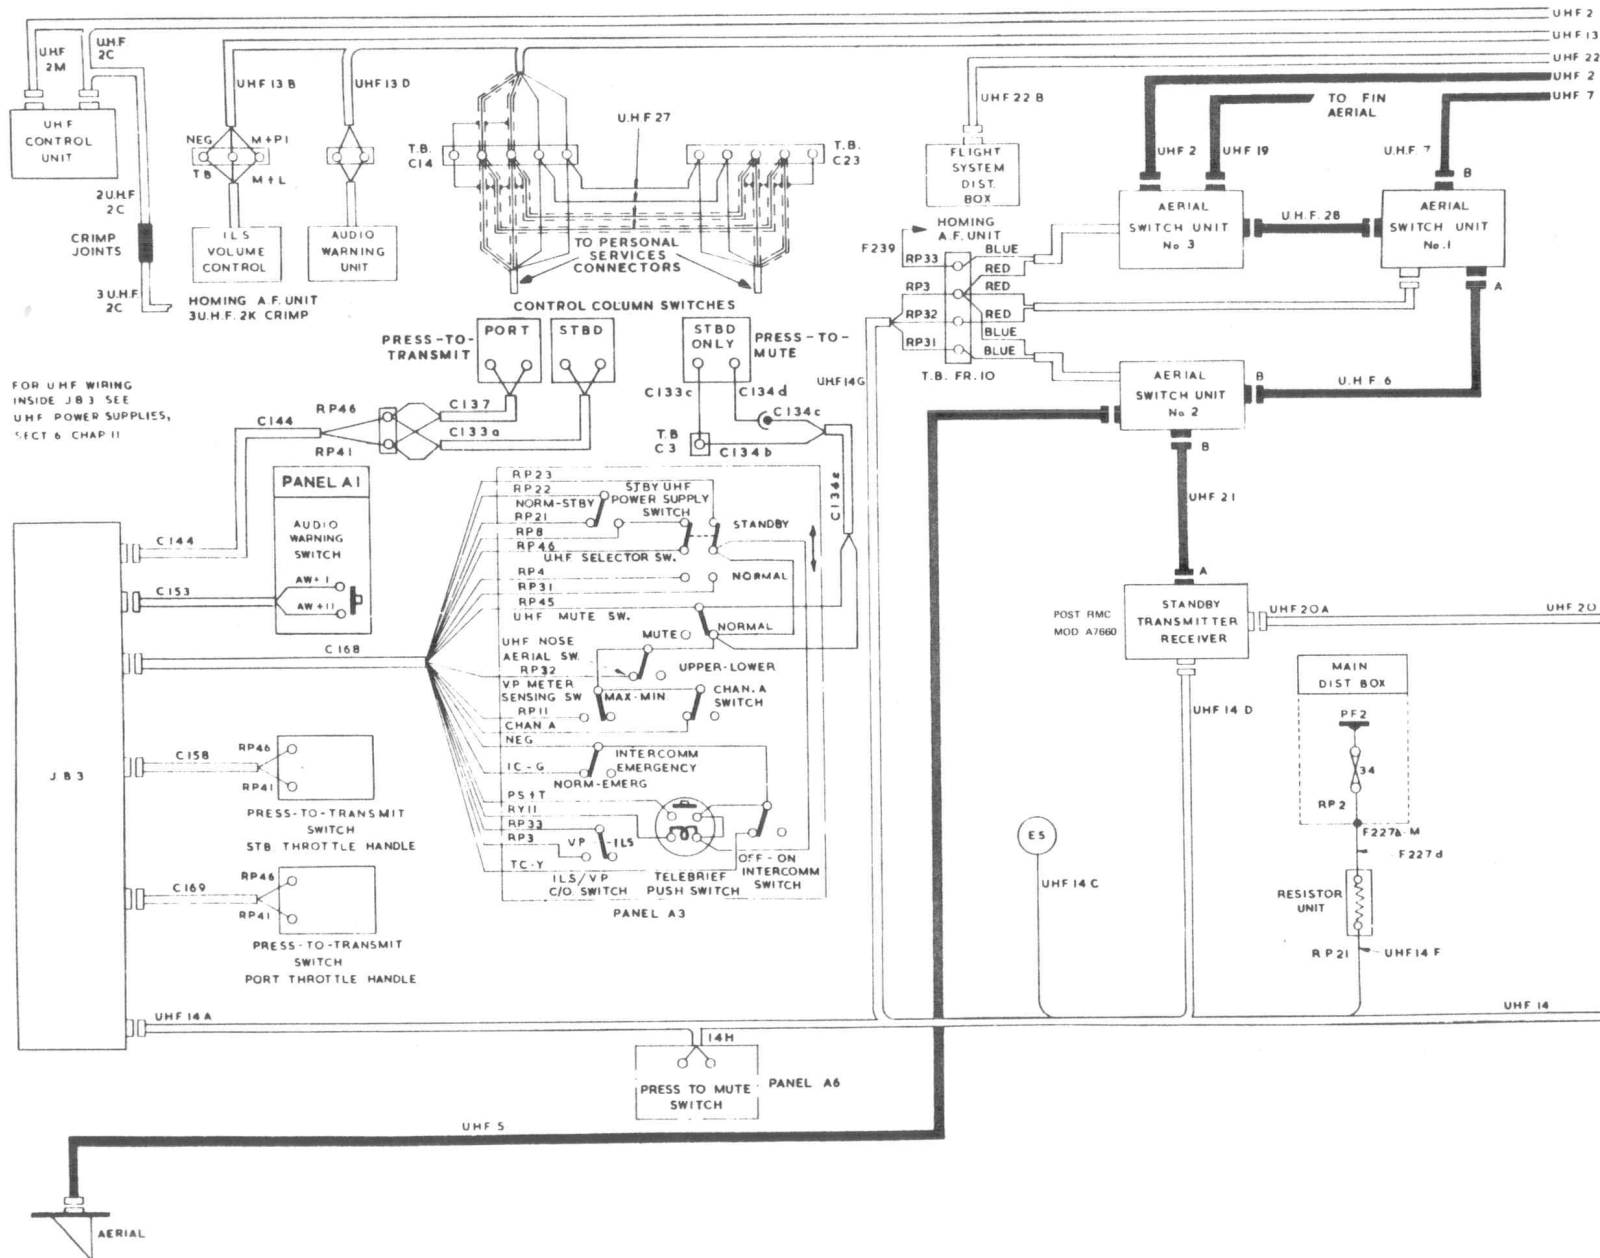 UHF 2
UHF 13
UHF 22
UHF 2
UHF 7
UHF
2M
U.H.F
2C
UHF 13 B
UHF 13 D
UHF 22 B
TO FIN
AERIAL
U.H.F 27
UHF
CONTROL
UNIT
NEG
M+PI
TB
M+L
T.B.
C14
T.B.
C23
FLIGHT
SYSTEM
DIST.
BOX
UHF 2
UHF 19
U.H.F. 7
B
2U.H.F
2C
CRIMP
JOINTS
3U.H.F.
2C
ILS
VOLUME
CONTROL
AUDIO
WARNING
UNIT
HOMING A.F. UNIT
3U.H.F. 2K CRIMP
TO PERSONAL
SERVICES
CONNECTORS
HOMING
A.F. UNIT
F239
RP33
RP3
RP32
RP31
BLUE
RED
RED
RED
BLUE
BLUE
T.B. FR.10
AERIAL
SWITCH UNIT
No 3
U.H.F. 28
AERIAL
SWITCH UNIT
No.1
A
CONTROL COLUMN SWITCHES
PRESS-TO-
TRANSMIT
PORT
STBD
STBD
ONLY
PRESS-TO-
MUTE
C133c
C134d
UHF14G
AERIAL
SWITCH UNIT
No 2
B
U.H.F 6
B
FOR UHF WIRING
INSIDE JB3 SEE
UHF POWER SUPPLIES,
SECT 6 CHAP 11
RP46
C137
C144
C133a
RP41
C134c
T.B
C3
C134b
C134e
UHF 21
PANEL A1
AUDIO
WARNING
SWITCH
AW+ I
AW+II
C144
C153
C168
RP23
RP22
NORM-STBY
RP21
RP8
RP46
STBY UHF
POWER SUPPLY
SWITCH
STANDBY
U.HF SELECTOR SW.
RP4
RP31
NORMAL
RP45
UHF MUTE SW.
NORMAL
MUTE
UHF NOSE
AERIAL SW.
RP32
UPPER-LOWER
VP METER
SENSING SW
MAX-MIN.
CHAN.A
SWITCH
RP11
CHAN A
NEG
IC-G
INTERCOMM
EMERGENCY
NORM-EMERG
PS+T
RY11
RP33
RP3
VP
-ILS
TC-Y
ILS/VP
C/O SWITCH
TELEBRIEF
PUSH SWITCH
OFF-ON
INTERCOMM
SWITCH
PANEL A3
A
POST RMC
MOD A7660
STANDBY
TRANSMITTER
RECEIVER
UHF20A
UHF 20
UHF 14 D
MAIN
DIST BOX
PF2
34
RP2
F227A-M
F227d
RESISTOR
UNIT
RP21
UHF14 F
E5
UHF 14 C
JB3
C158
RP46
RP41
PRESS-TO-TRANSMIT
SWITCH
STB THROTTLE HANDLE
C169
RP46
RP41
PRESS-TO-TRANSMIT
SWITCH
PORT THROTTLE HANDLE
UHF 14A
UHF 14
14H
PRESS TO MUTE
SWITCH
PANEL A6
UHF 5
AERIAL